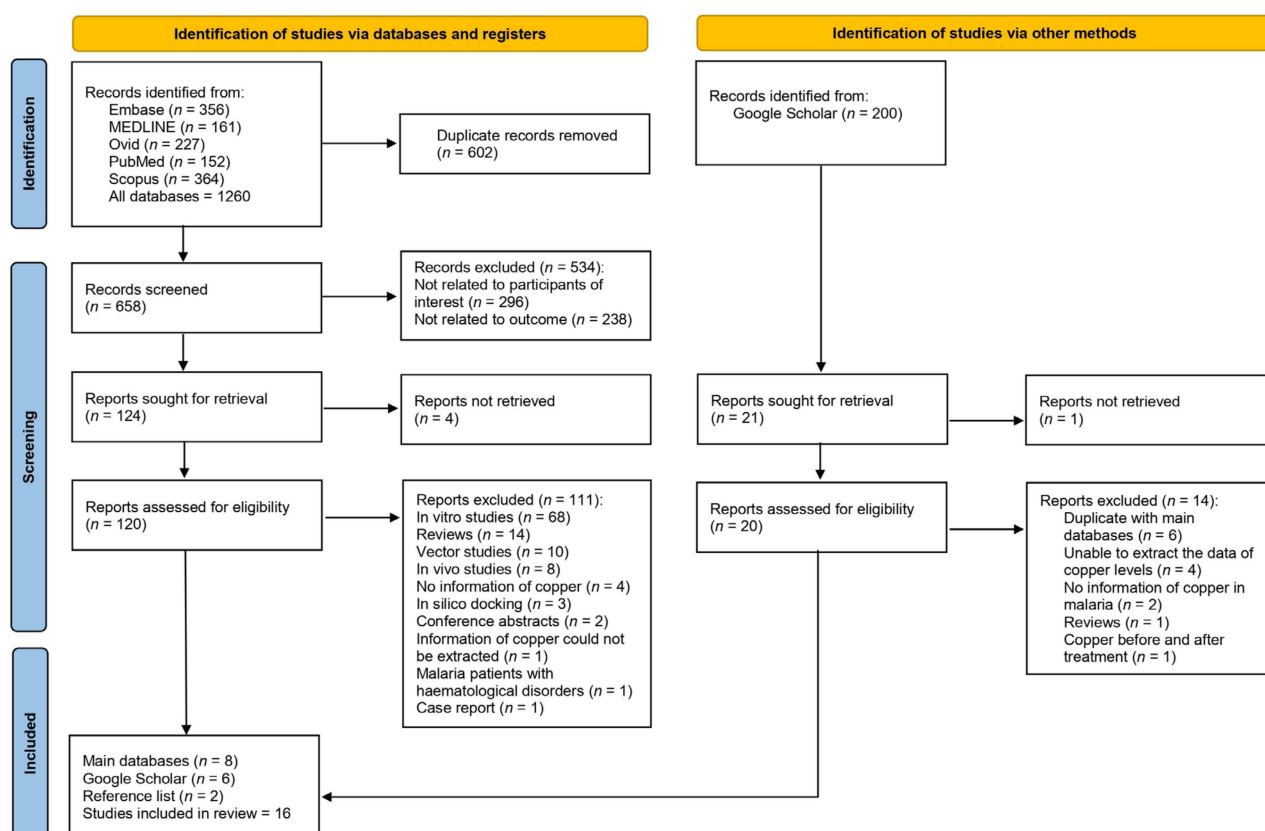 Identification of studies via databases and registers
Identification of studies via other methods
Identification
Records identified from:
Embase (n = 356)
MEDLINE (n = 161)
Ovid (n = 227)
PubMed (n = 152)
Scopus (n = 364)
All databases = 1260
Duplicate records removed
(n = 602)
Records identified from:
Google Scholar (n = 200)
Screening
Records screened
(n = 658)
Records excluded (n = 534):
Not related to participants of
interest (n = 296)
Not related to outcome (n = 238)
Reports sought for retrieval
(n = 124)
Reports not retrieved
(n = 4)
Reports sought for retrieval
(n = 21)
Reports not retrieved
(n = 1)
Reports assessed for eligibility
(n = 120)
Reports excluded (n = 111):
In vitro studies (n = 68)
Reviews (n = 14)
Vector studies (n = 10)
In vivo studies (n = 8)
No information of copper (n = 4)
In silico docking (n = 3)
Conference abstracts (n = 2)
Information of copper could not
be extracted (n = 1)
Malaria patients with
haematological disorders (n = 1)
Case report (n = 1)
Reports assessed for eligibility
(n = 20)
Reports excluded (n = 14):
Duplicate with main
databases (n = 6)
Unable to extract the data of
copper levels (n = 4)
No information of copper in
malaria (n = 2)
Reviews (n = 1)
Copper before and after
treatment (n = 1)
Included
Main databases (n = 8)
Google Scholar (n = 6)
Reference list (n = 2)
Studies included in review = 16